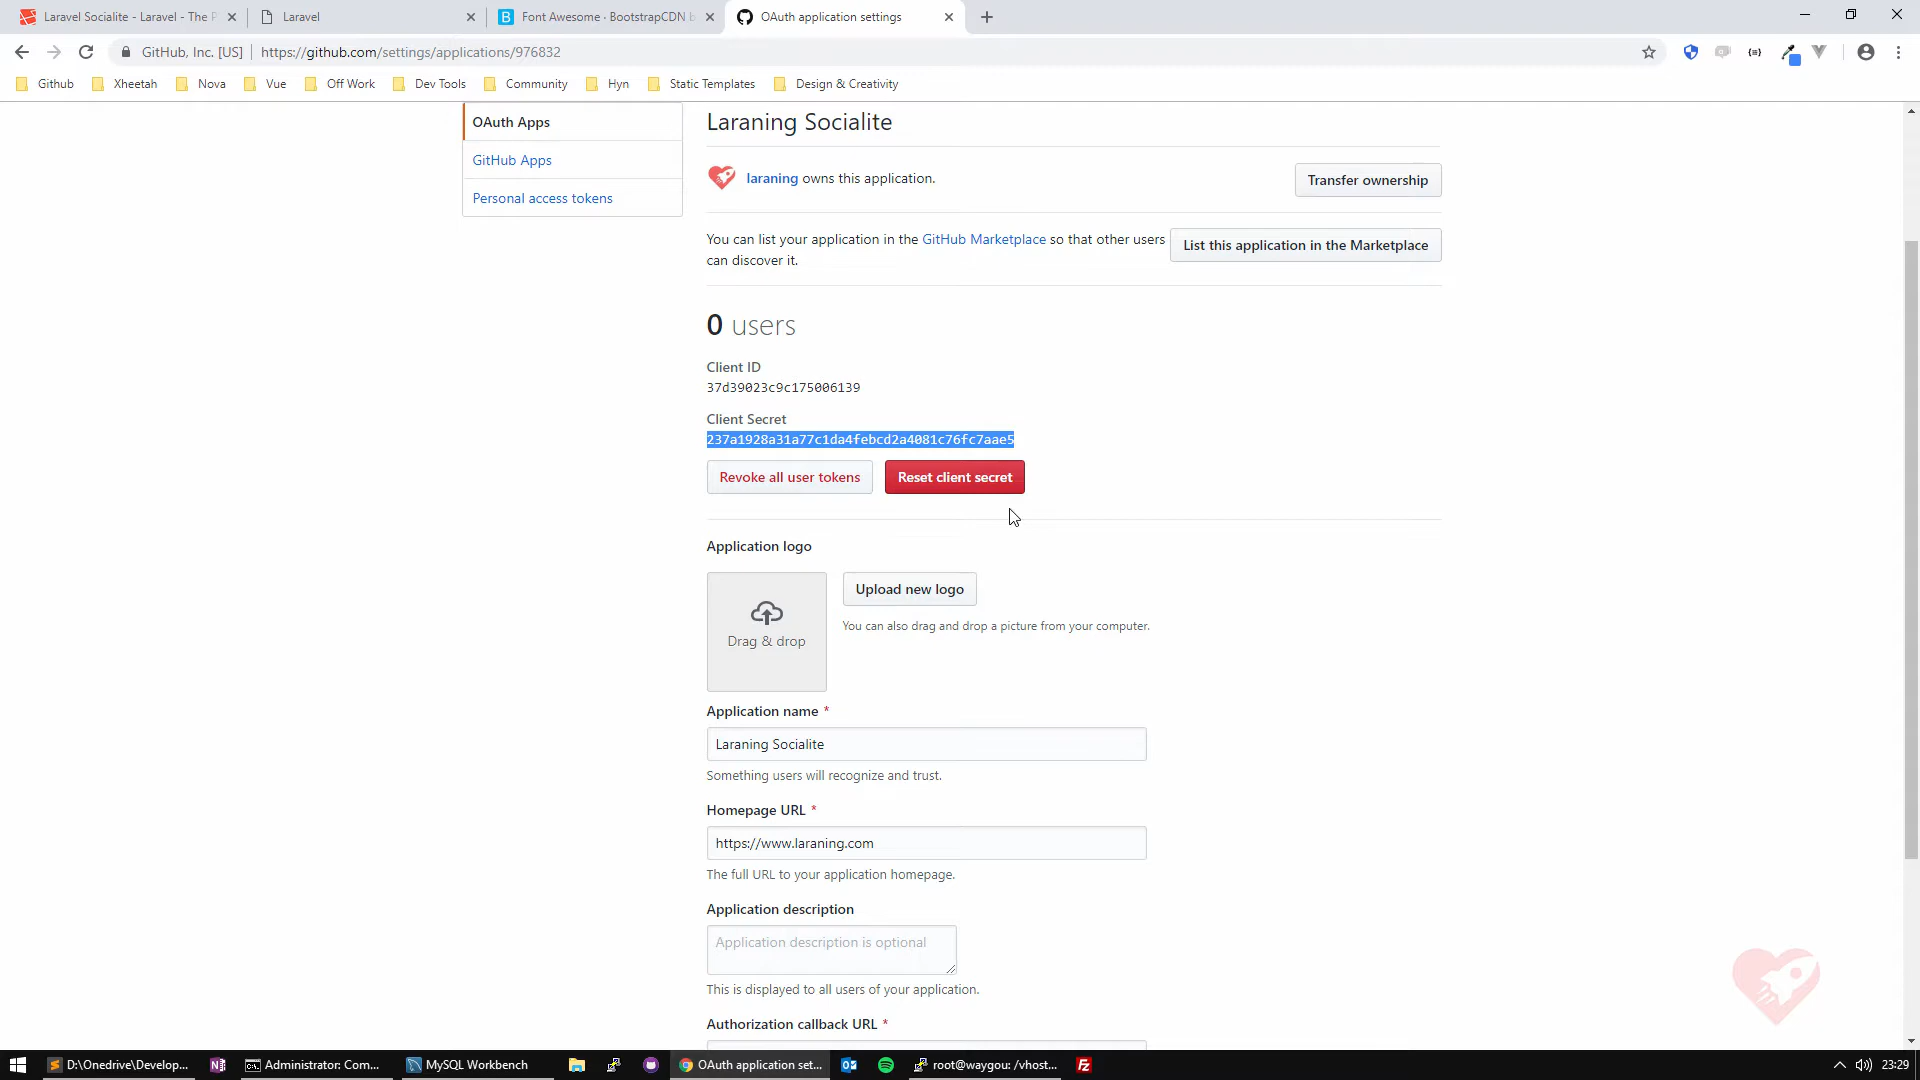 Laravel Socialite - Laravel - The P
Laravel
Font Awesome · BootstrapCDN b
OAuth application settings
GitHub, Inc. [US]
https://github.com/settings/applications/976832
Github
Xheetah
Nova
Vue
Off Work
Dev Tools
Community
Hyn
Static Templates
Design & Creativity
OAuth Apps
GitHub Apps
Personal access tokens
Laraning Socialite
laraning owns this application.
Transfer ownership
You can list your application in the GitHub Marketplace so that other users
can discover it.
List this application in the Marketplace
0 users
Client ID
37d39023c9c175006139
Client Secret
237a1928a31a77c1da4febcd2a4081c76fc7aae5
Revoke all user tokens
Reset client secret
Application logo
Drag & drop
Upload new logo
You can also drag and drop a picture from your computer.
Application name *
Laraning Socialite
Something users will recognize and trust.
Homepage URL *
https://www.laraning.com
The full URL to your application homepage.
Application description
Application description is optional
This is displayed to all users of your application.
Authorization callback URL *
D:\Onedrive\Develop...
Administrator: Com...
MySQL Workbench
OAuth application set...
root@waygou: /vhost...
23:29